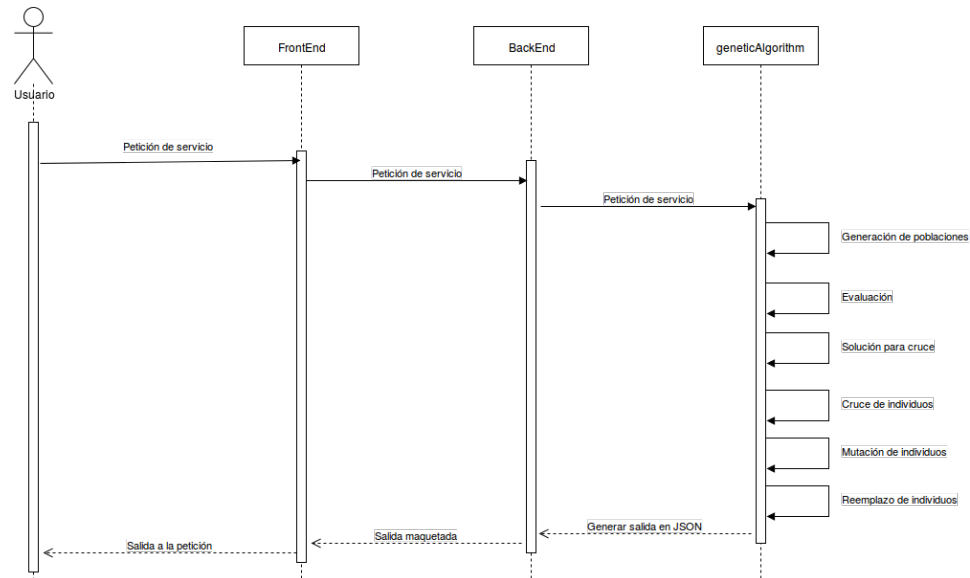 FrontEnd
BackEnd
geneticAlgorithm
Usuario
Petición de servicio
Petición de servicio
Petición de servicio
Generación de poblaciones
Evaluación
Solución para cruce
Cruce de individuos
Mutación de individuos
Reemplazo de individuos
Generar salida en JSON
Salida maquetada
Salida a la petición